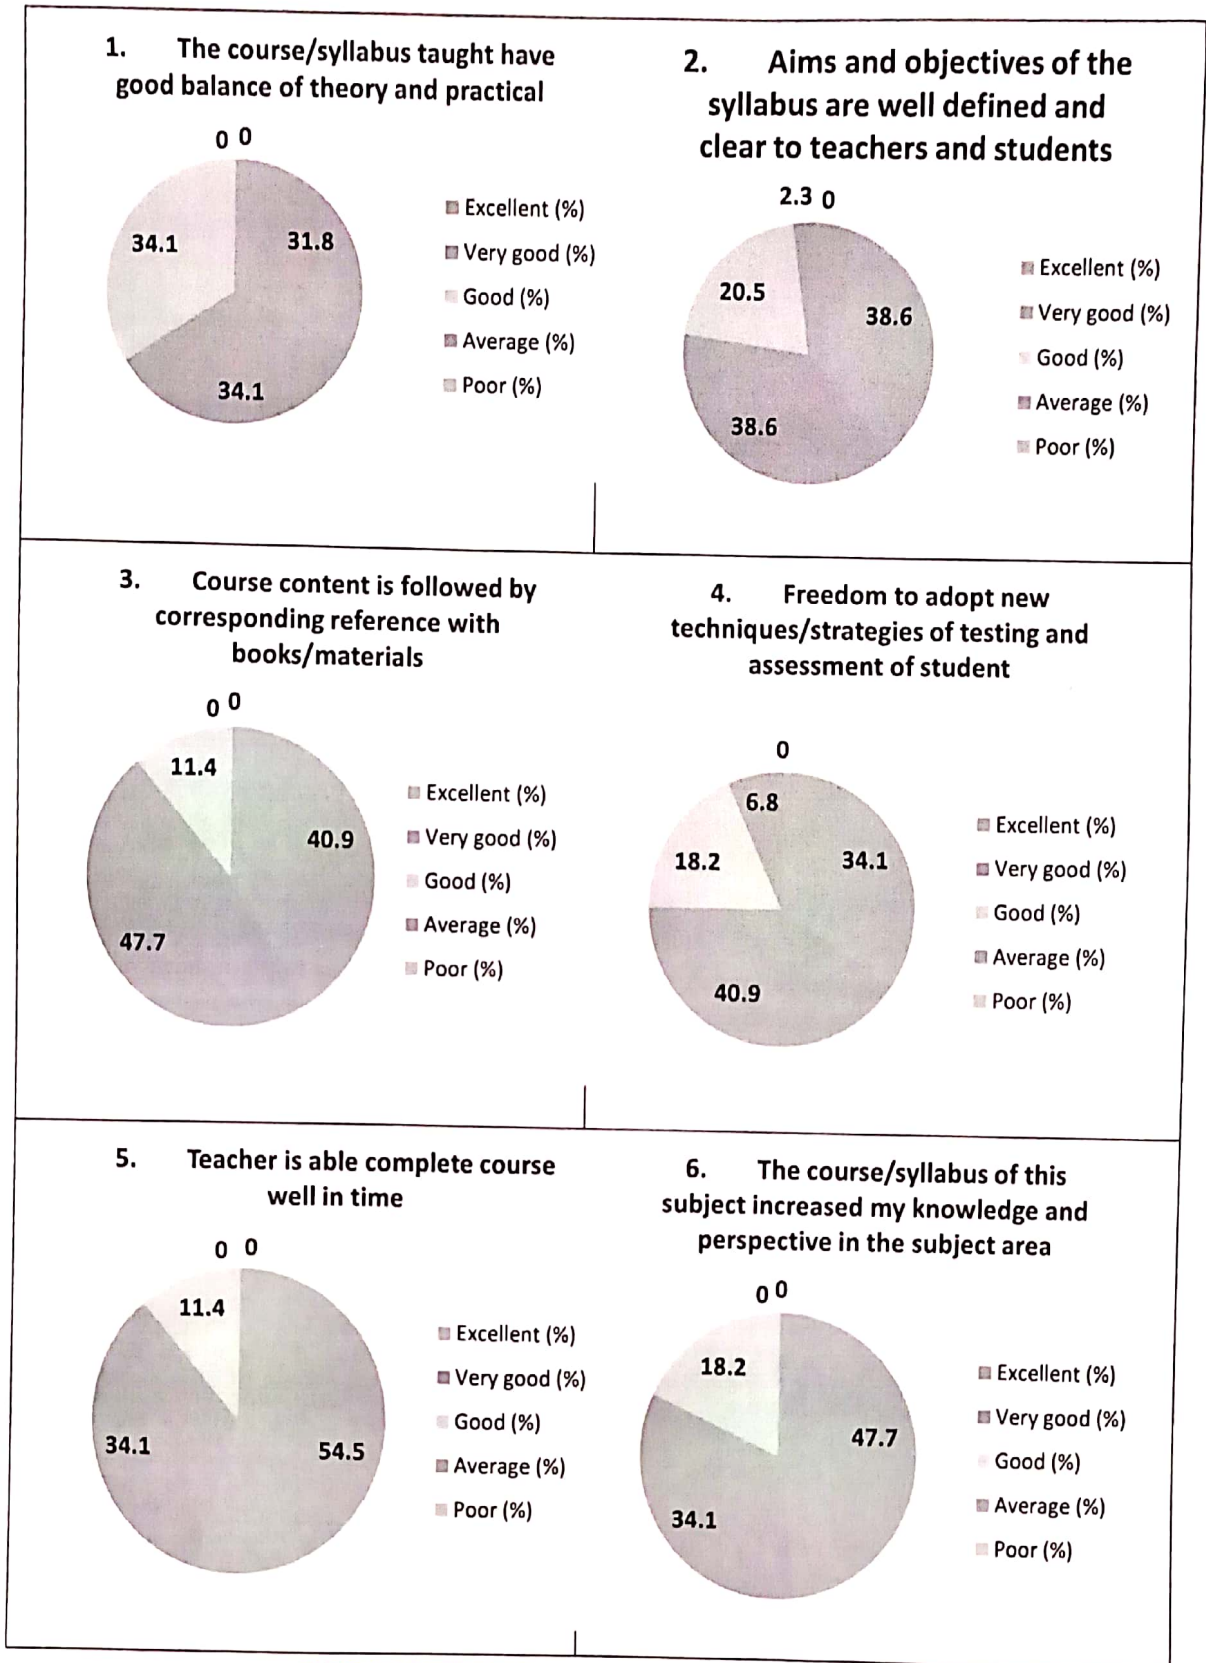 1. The course/syllabus taught have
good balance of theory and practical
0 0
34.1
31.8
34.1
Excellent (%)
Very good (%)
Good (%)
Average (%)
Poor (%)
2. Aims and objectives of the
syllabus are well defined and
clear to teachers and students
2.3 0
20.5
38.6
38.6
Excellent (%)
Very good (%)
Good (%)
Average (%)
Poor (%)
3. Course content is followed by
corresponding reference with
books/materials
0 0
11.4
40.9
47.7
Excellent (%)
Very good (%)
Good (%)
Average (%)
Poor (%)
4. Freedom to adopt new
techniques/strategies of testing and
assessment of student
0
6.8
18.2
34.1
40.9
Excellent (%)
Very good (%)
Good (%)
Average (%)
Poor (%)
5. Teacher is able complete course
well in time
0 0
11.4
34.1
54.5
Excellent (%)
Very good (%)
Good (%)
Average (%)
Poor (%)
6. The course/syllabus of this
subject increased my knowledge and
perspective in the subject area
0 0
18.2
47.7
34.1
Excellent (%)
Very good (%)
Good (%)
Average (%)
Poor (%)